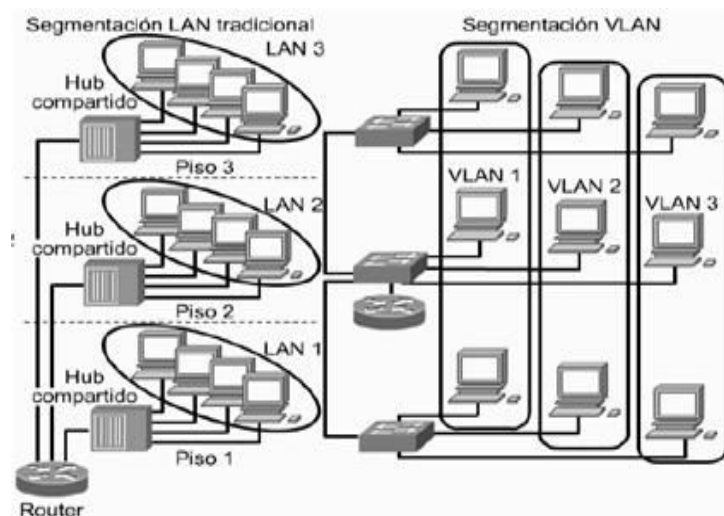 Segmentación LAN tradicional
LAN 3
Hub
compartido
Piso 3
LAN 2
Hub
compartido
Piso 2
LAN 1
Hub
compartido
Piso 1
Router
Segmentación VLAN
VLAN 1
VLAN 2
VLAN 3